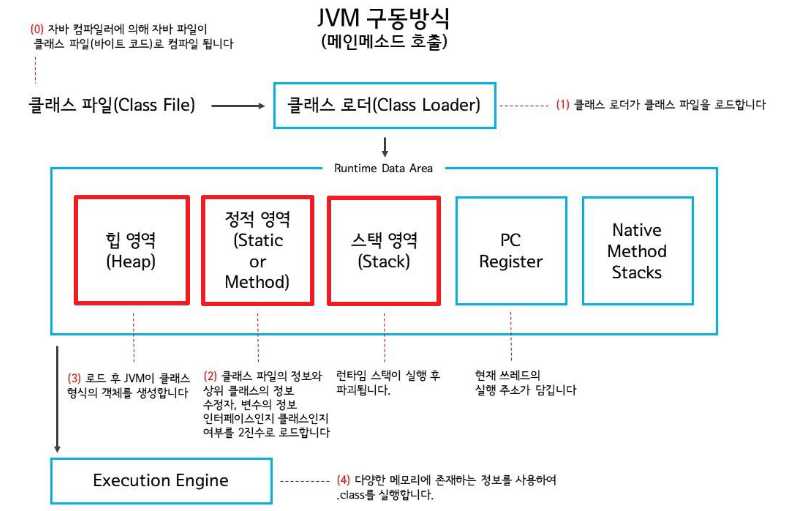 JVM 구동방식
(메인메소드 호출)
(0) 자바 컴파일러에 의해 자바 파일이
클래스 파일(바이트 코드)로 컴파일 됩니다
클래스 파일(Class File)
클래스 로더(Class Loader)
(1) 클래스 로더가 클래스 파일을 로드합니다
Runtime Data Area
힙 영역
(Heap)
정적 영역
(Static
or
Method)
스택 영역
(Stack)
PC
Register
Native
Method
Stacks
(3) 로드 후 JVM이 클래스
형식의 객체를 생성합니다
(2) 클래스 파일의 정보와
상위 클래스의 정보
수정자, 변수의 정보
인터페이스인지 클래스인지
여부를 2진수로 로드합니다
런타임 스택이 실행 후
파괴됩니다.
현재 쓰레드의
실행 주소가 담깁니다
Execution Engine
(4) 다양한 메모리에 존재하는 정보를 사용하여
.class를 실행합니다.